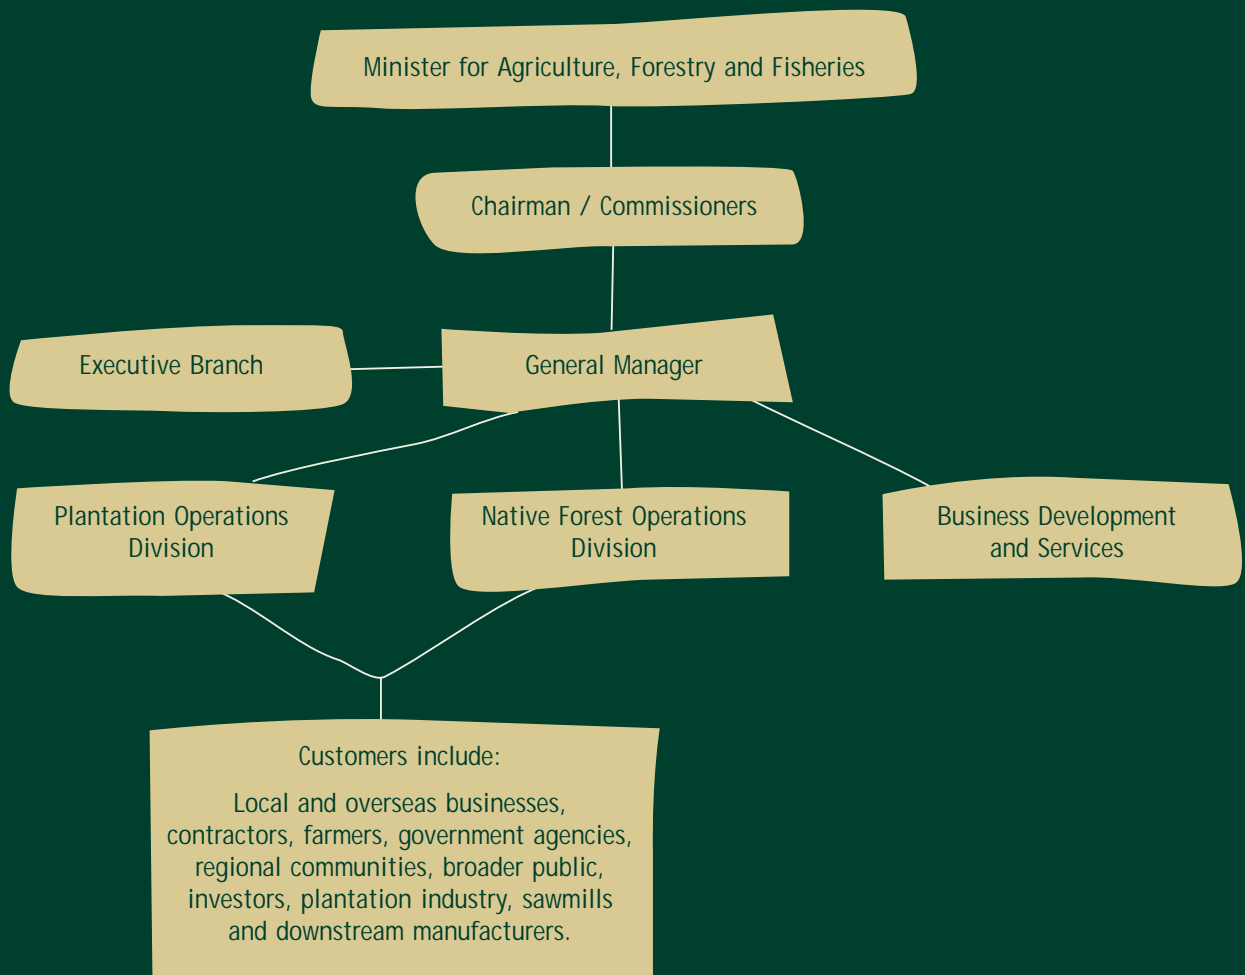 Minister for Agriculture, Forestry and Fisheries
Chairman / Commissioners
Executive Branch
General Manager
Plantation Operations
Division
Native Forest Operations
Division
Business Development
and Services
Customers include:
Local and overseas businesses,
contractors, farmers, government agencies,
regional communities, broader public,
investors, plantation industry, sawmills
and downstream manufacturers.